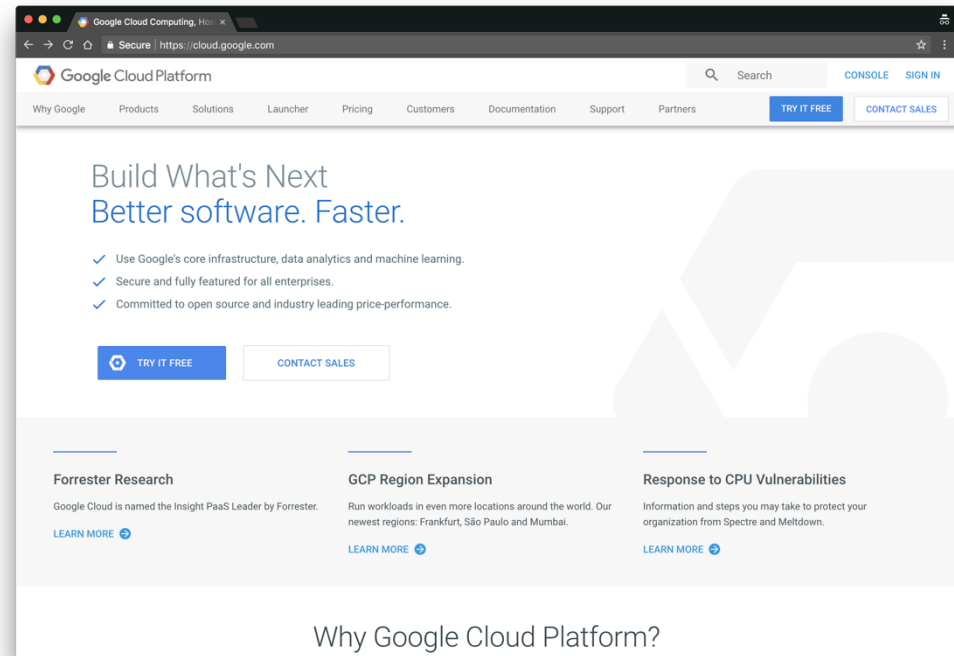 Google Cloud Computing, Hos
Secure | https://cloud.google.com
Google Cloud Platform
Search
CONSOLE
SIGN IN
Why Google
Products
Solutions
Launcher
Pricing
Customers
Documentation
Support
Partners
TRY IT FREE
CONTACT SALES
Build What's Next
Better software. Faster.
Use Google's core infrastructure, data analytics and machine learning.
Secure and fully featured for all enterprises.
Committed to open source and industry leading price-performance.
TRY IT FREE
CONTACT SALES
Forrester Research
Google Cloud is named the Insight PaaS Leader by Forrester.
LEARN MORE
GCP Region Expansion
Run workloads in even more locations around the world. Our
newest regions: Frankfurt, São Paulo and Mumbai.
LEARN MORE
Response to CPU Vulnerabilities
Information and steps you may take to protect your
organization from Spectre and Meltdown.
LEARN MORE
Why Google Cloud Platform?